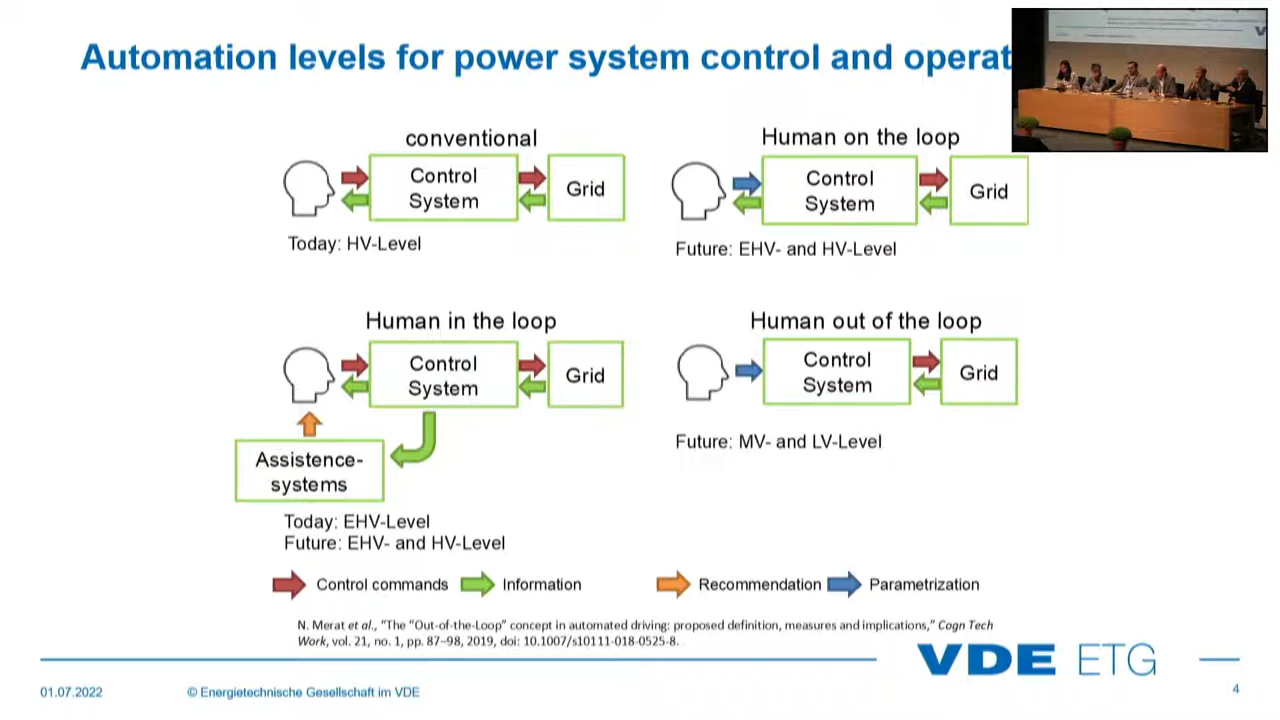 Automation levels for power system control and operat
conventional
Control
System
Grid
Today: HV-Level
Human on the loop
Control
System
Grid
Future: EHV- and HV-Level
Human in the loop
Control
System
Grid
Assistence-
systems
Today: EHV-Level
Future: EHV- and HV-Level
Human out of the loop
Control
System
Grid
Future: MV- and LV-Level
Control commands
Information
Recommendation
Parametrization
N. Merat et al., “The “Out-of-the-Loop” concept in automated driving: proposed definition, measures and implications,” Cogn Tech
Work, vol. 21, no. 1, pp. 87–98, 2019, doi: 10.1007/s10111-018-0525-8.
VDE ETG
01.07.2022
© Energietechnische Gesellschaft im VDE
4